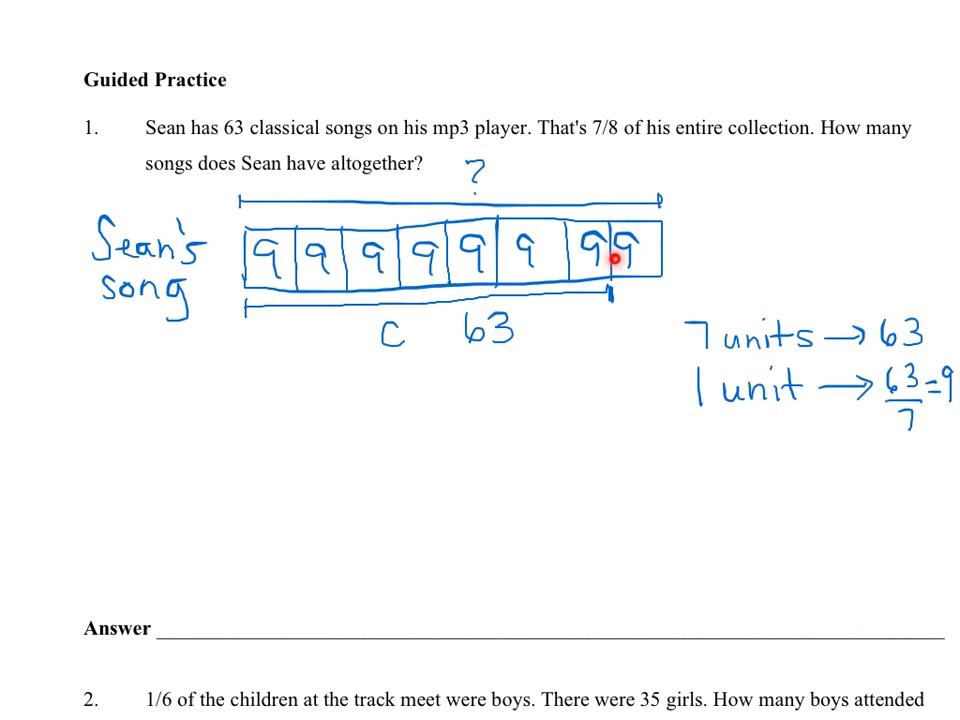 Guided Practice
1. Sean has 63 classical songs on his mp3 player. That's 7/8 of his entire collection. How many
songs does Sean have altogether?
?
Sean's
song
9 9 9 9 9 9 9 9
C 63
7 units → 63
1 unit → 63/7 = 9
Answer
2. 1/6 of the children at the track meet were boys. There were 35 girls. How many boys attended